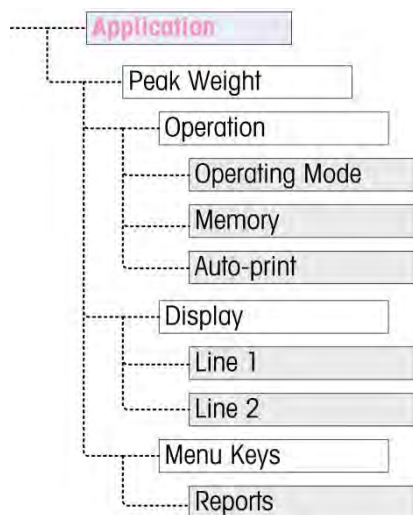 Application
Peak Weight
Operation
Operating Mode
Memory
Auto-print
Display
Line 1
Line 2
Menu Keys
Reports